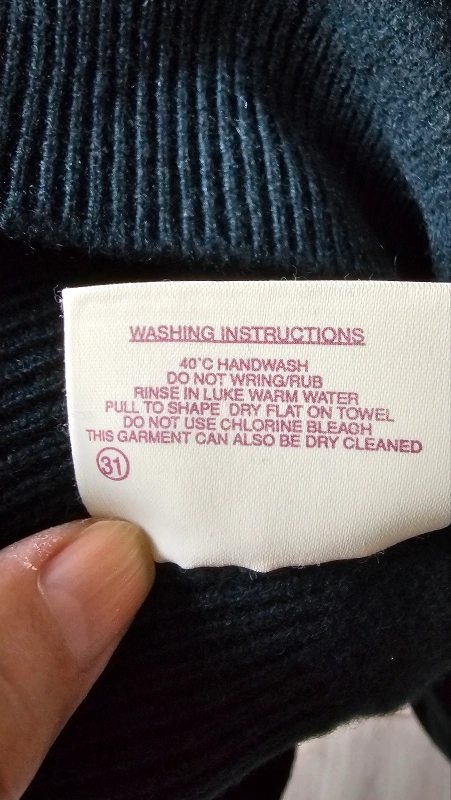 WASHING INSTRUCTIONS
40°C HANDWASH
DO NOT WRING/RUB
RINSE IN LUKE WARM WATER
PULL TO SHAPE DRY FLAT ON TOWEL
DO NOT USE CHLORINE BLEACH
THIS GARMENT CAN ALSO BE DRY CLEANED
31